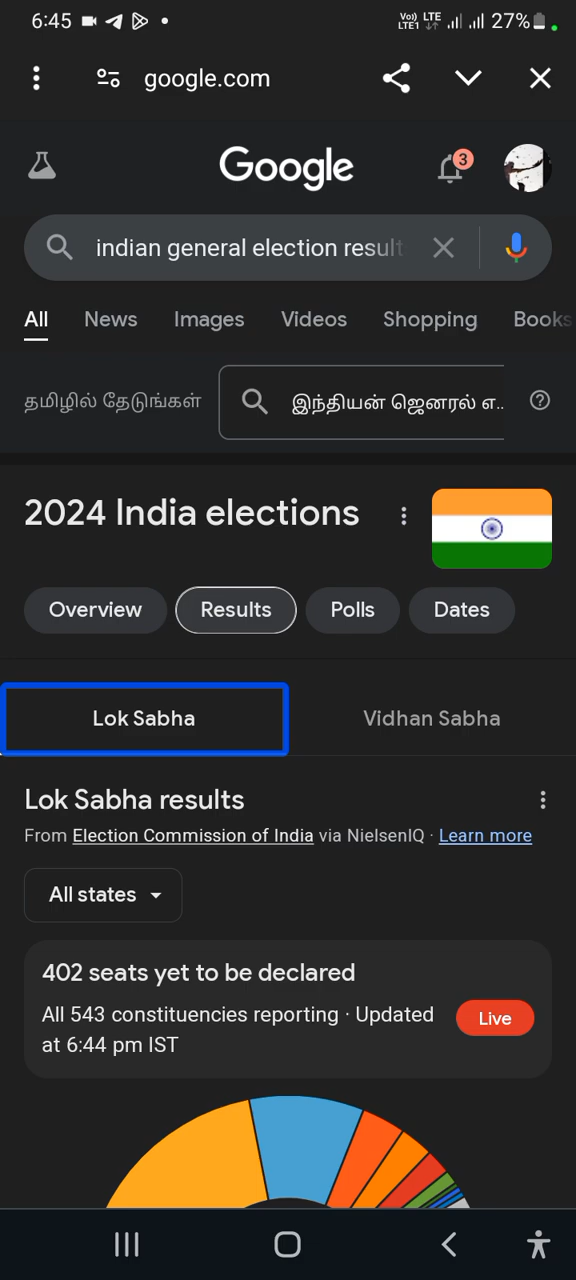 6:45
Vo) LTE
LTE1
27%
google.com
Google
3
indian general election result
All News Images Videos Shopping Books
தமிழில் தேடுங்கள்
இந்தியன் ஜெனரல் எ..
2024 India elections
Overview Results Polls Dates
Lok Sabha Vidhan Sabha
Lok Sabha results
From Election Commission of India via NielsenIQ · Learn more
All states
402 seats yet to be declared
All 543 constituencies reporting · Updated
at 6:44 pm IST
Live